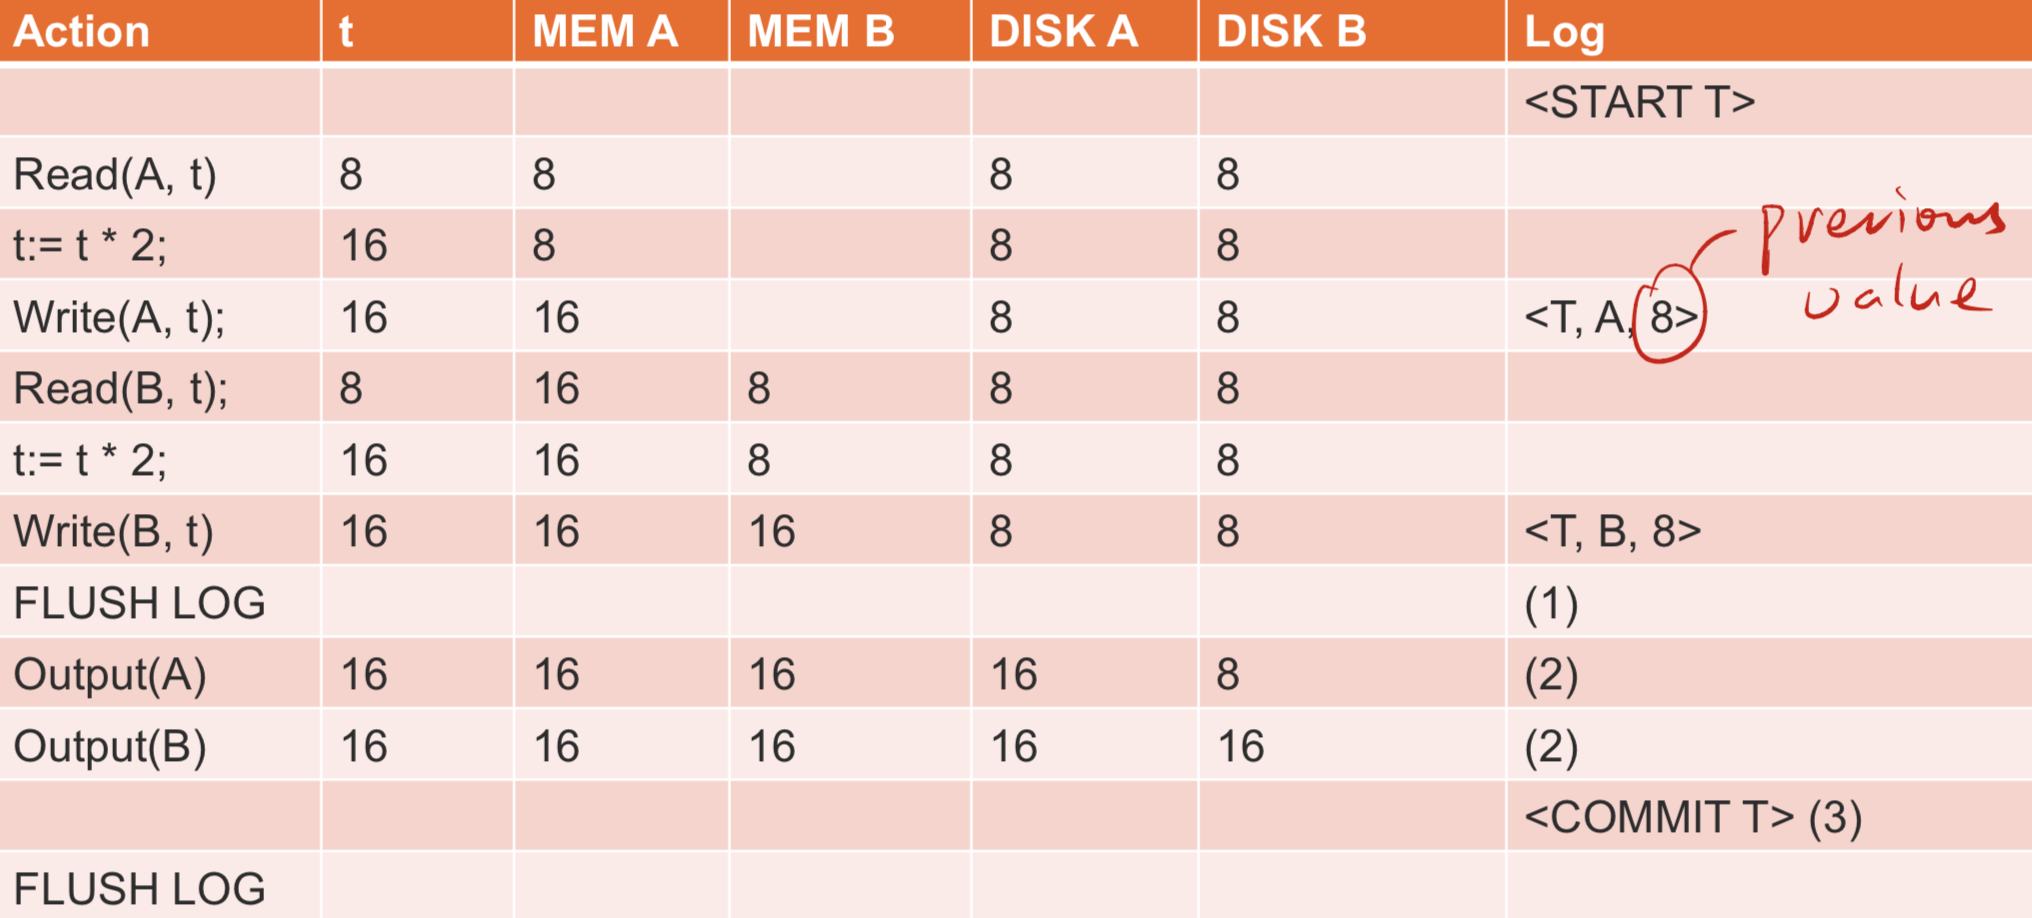 Action t MEM A MEM B DISK A DISK B Log
<START T>
Read(A, t) 8 8 8 8
t:= t * 2; 16 8 8 8
previous
value
Write(A, t); 16 16 8 8 <T, A, 8>
Read(B, t); 8 16 8 8 8
t:= t * 2; 16 16 8 8 8
Write(B, t) 16 16 16 8 8 <T, B, 8>
FLUSH LOG (1)
Output(A) 16 16 16 16 8 (2)
Output(B) 16 16 16 16 16 (2)
<COMMIT T> (3)
FLUSH LOG